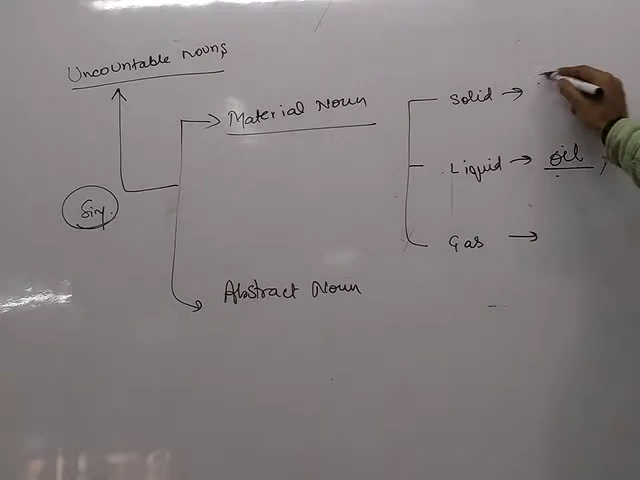 Uncountable nouns
Material Noun
Solid →
Liquid → oil,
Sin.
Gas →
Abstract Noun